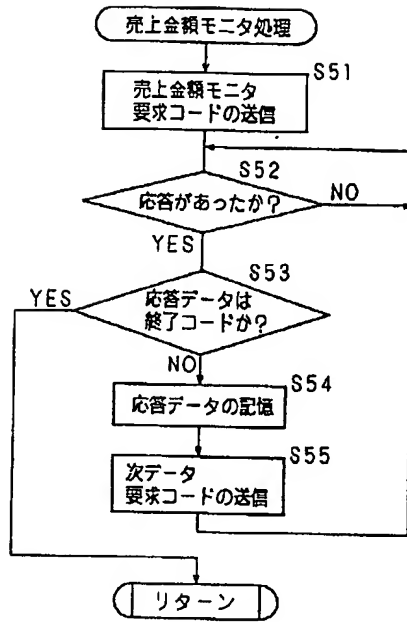 売上金額モニタ処理
S51
売上金額モニタ
要求コードの送信
S52
応答があったか?
NO
YES
S53
YES
応答データは
終了コードか?
NO
S54
応答データの記憶
S55
次データ
要求コードの送信
リターン